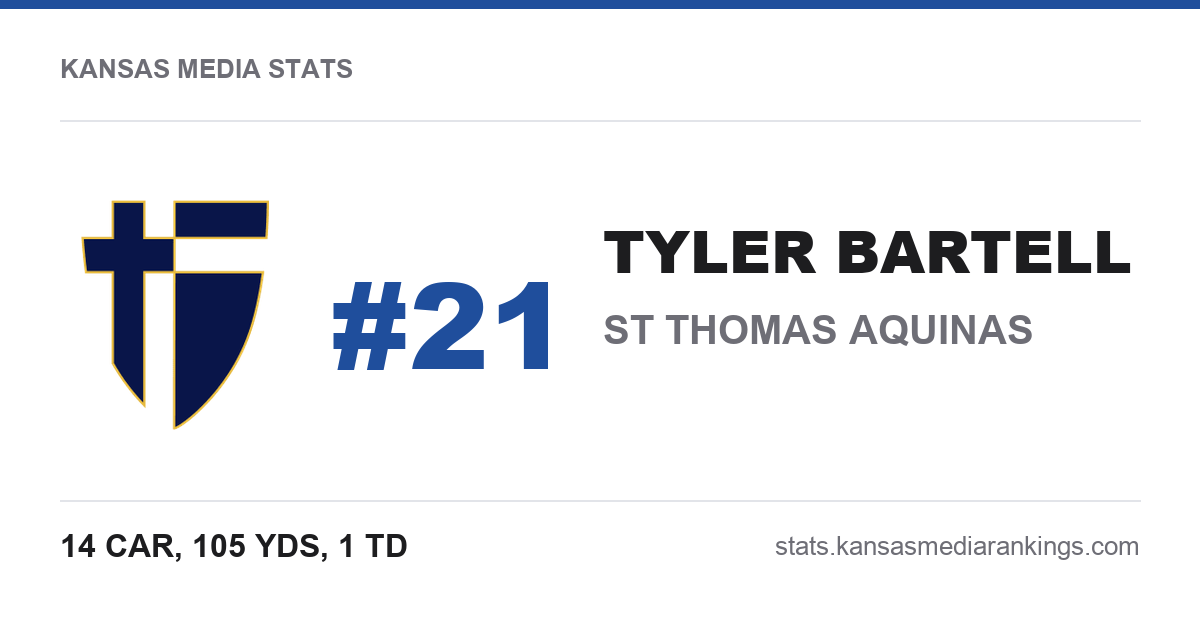 KANSAS MEDIA STATS
#21
TYLER BARTELL
ST THOMAS AQUINAS
14 CAR, 105 YDS, 1 TD
stats.kansasmediarankings.com